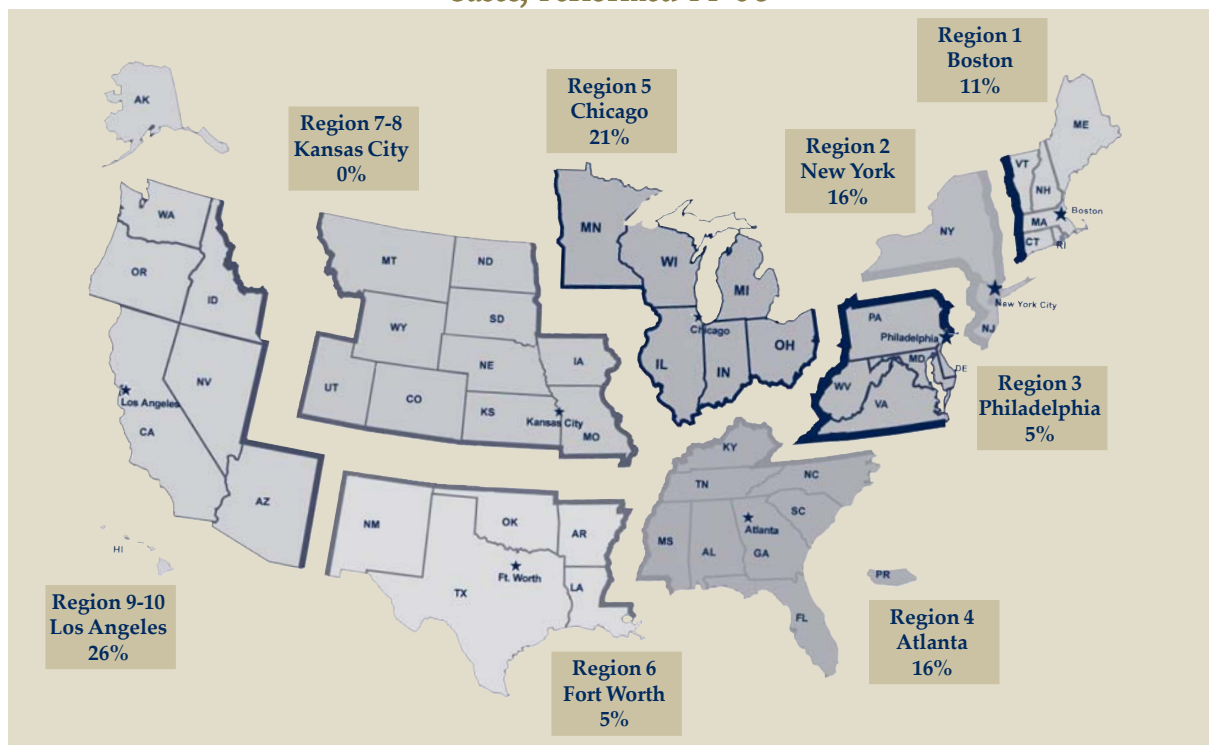 Region 1
Boston
11%
Region 5
Chicago
21%
Region 7-8
Kansas City
0%
Region 2
New York
16%
AK
ME
VT
NH
MA
Boston
CT
RI
NY
New York City
NJ
WA
OR
ID
MT
ND
MN
WI
MI
SD
WY
NE
IA
UT
CO
KS
Kansas City
MO
Chicago
IL
IN
OH
PA
Philadelphia
MD
DE
WV
VA
Region 3
Philadelphia
5%
NV
Los Angeles
CA
AZ
HI
KY
TN
NC
SC
Atlanta
MS
AL
GA
FL
PR
NM
OK
AR
Ft. Worth
TX
LA
Region 9-10
Los Angeles
26%
Region 6
Fort Worth
5%
Region 4
Atlanta
16%